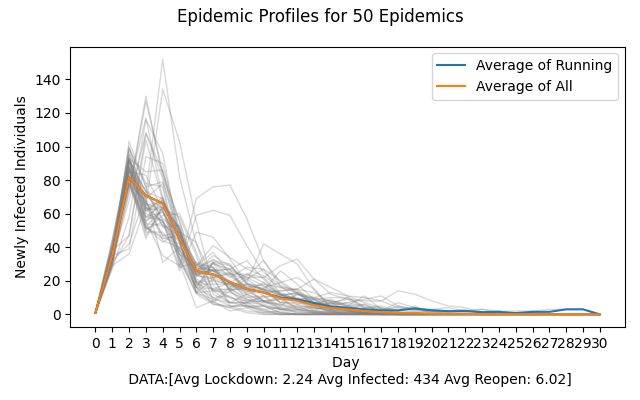 Epidemic Profiles for 50 Epidemics
Newly Infected Individuals
140
120
100
80
60
40
20
0
Average of Running
Average of All
0 1 2 3 4 5 6 7 8 9 10 11 12 13 14 15 16 17 18 19 20 21 22 23 24 25 26 27 28 29 30
Day
DATA:[Avg Lockdown: 2.24 Avg Infected: 434 Avg Reopen: 6.02]